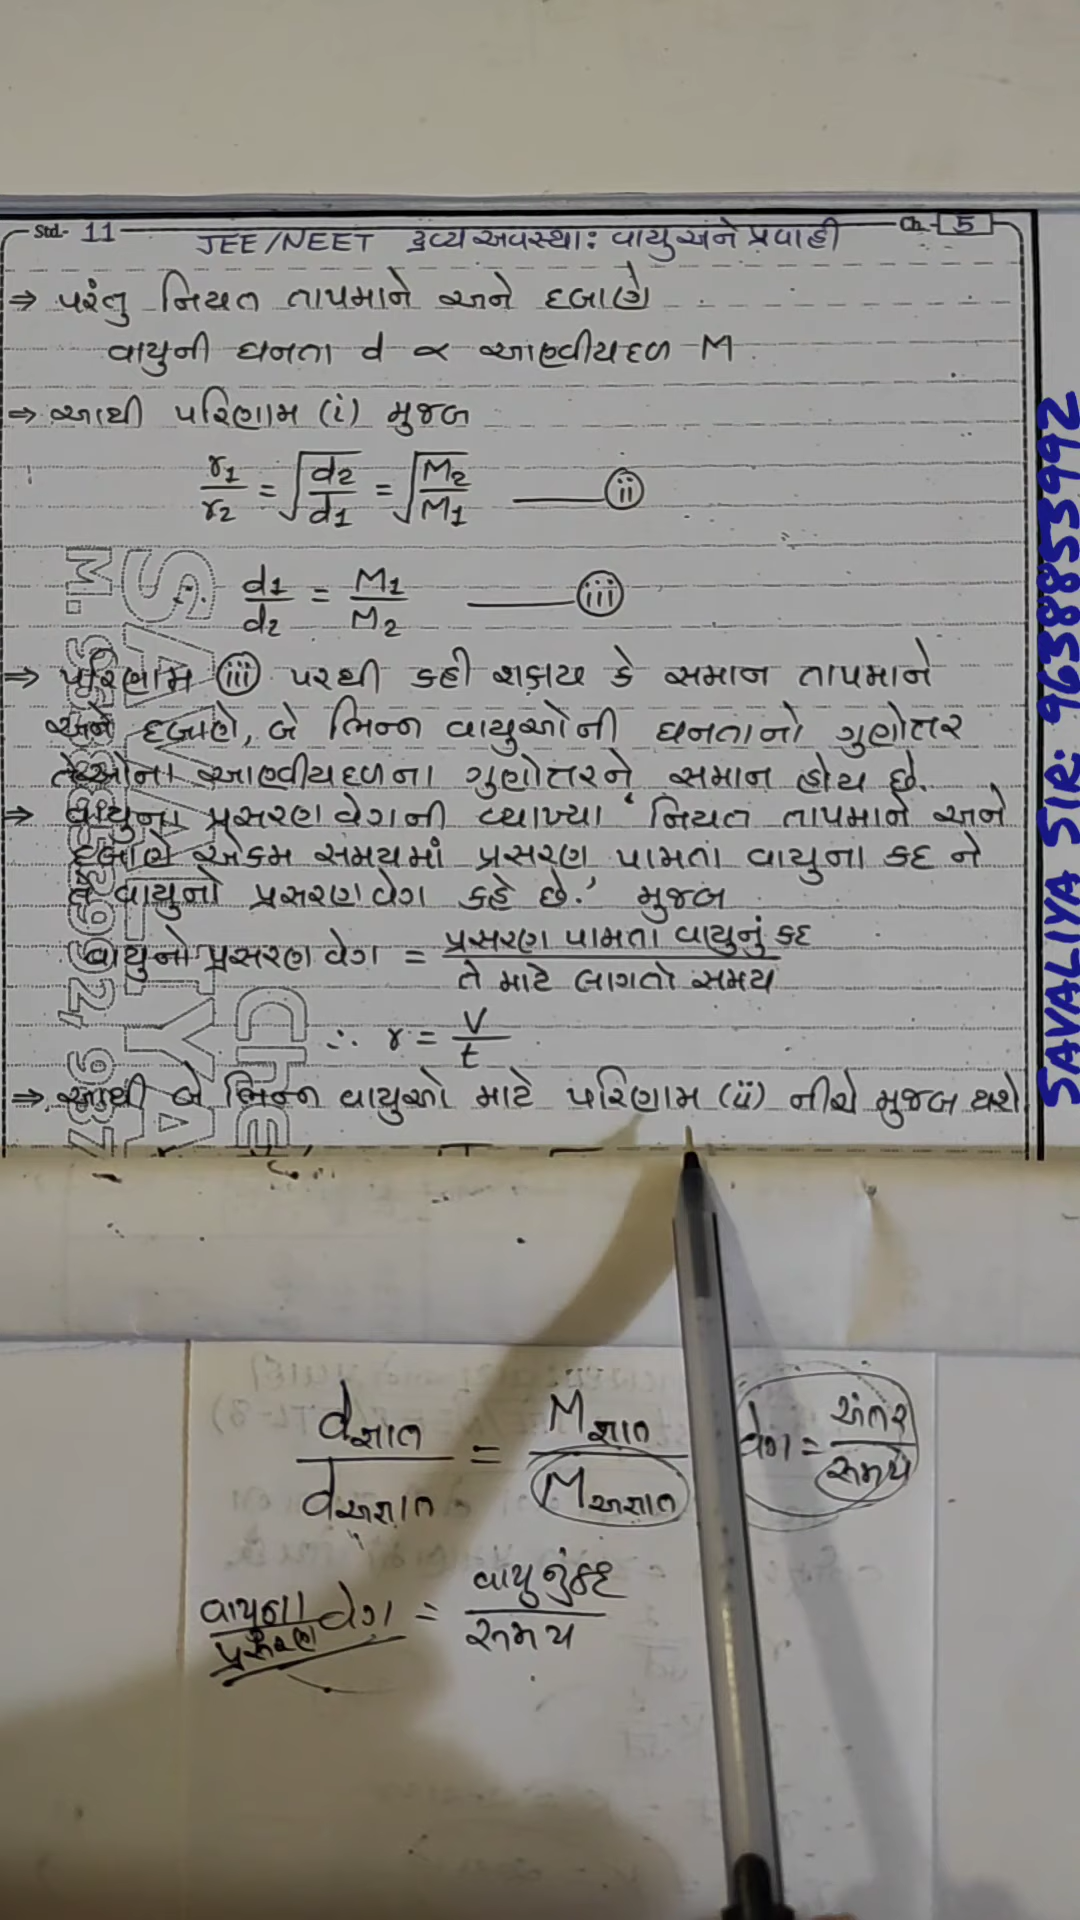 Std.- 11
JEE/NEET દ્રવ્ય અવસ્થા: વાયુ અને પ્રવાહી
Ch.- 5
⇒ પરંતુ નિયત તાપમાને અને દબાણે
વાયુની ઘનતા d ∝ આણ્વીયદળ M
⇒ આથી પરિણામ (i) મુજબ
r1/r2 = √(d2/d1) = √(M2/M1) ——— (ii)
d1/d2 = M1/M2 ——— (iii)
⇒ પરિણામ (iii) પરથી કહી શકાય કે સમાન તાપમાને
અને દબાણે, બે ભિન્ન વાયુઓની ઘનતાનો ગુણોત્તર
તેઓના આણ્વીયદળના ગુણોત્તરને સમાન હોય છે.
⇒ વાયુના પ્રસરણ વેગની વ્યાખ્યા ‘નિયત તાપમાને અને
દબાણે એકમ સમયમાં પ્રસરણ પામતા વાયુના કદ ને
તે વાયુનો પ્રસરણ વેગ કહે છે.’ મુજબ
વાયુનો પ્રસરણ વેગ = પ્રસરણ પામતા વાયુનું કદ / તે માટે લાગતો સમય
∴ r = V/t
⇒ આથી બે ભિન્ન વાયુઓ માટે પરિણામ (ii) નીચે મુજબ થશે
SAVALIYA SIR: 9638853992
dજ્ઞાત / dઅજ્ઞાત = Mજ્ઞાત / Mઅજ્ઞાત
વેગ = અંતર / સમય
વાયુના પ્રસરણ વેગ = વાયુનું કદ / સમય